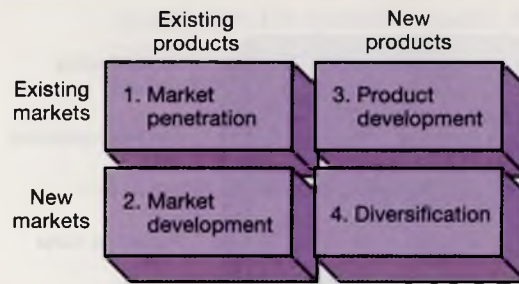 Existing
products
New
products
Existing
markets
1. Market
penetration
3. Product
development
New
markets
2. Market
development
4. Diversification